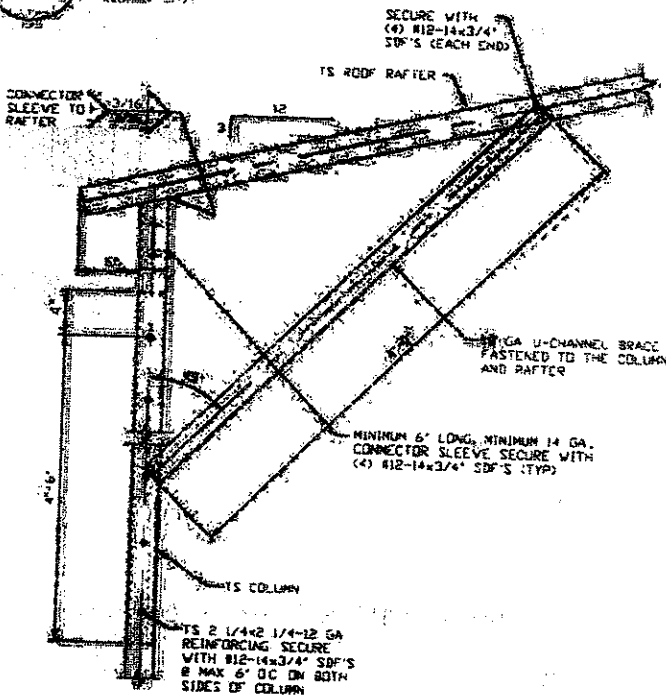 SECURE WITH
(4) #12-14x3/4" SDF'S (EACH END)
TS ROOF RAFTER
CONNECTOR
SLEEVE TO
RAFTER
3/16
12
3
GA U-CHANNEL BRACE
FASTENED TO THE COLUMN
AND RAFTER
MINIMUM 6" LONG, MINIMUM 14 GA.
CONNECTOR SLEEVE SECURE WITH
(4) #12-14x3/4" SDF'S (TYP)
TS COLUMN
TS 2 1/4x2 1/4-12 GA
REINFORCING SECURE
WITH #12-14x3/4" SDF'S
@ MAX 6" OC ON BOTH
SIDES OF COLUMN